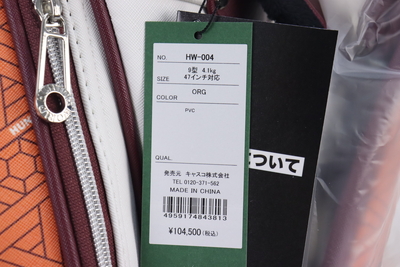 NO. HW-004
SIZE 9型 4.1kg
47インチ対応
COLOR ORG
PVC
QUAL.
発売元 キャスコ株式会社
TEL 0120-371-562
MADE IN CHINA
4959174843813
¥104,500(税込)
について